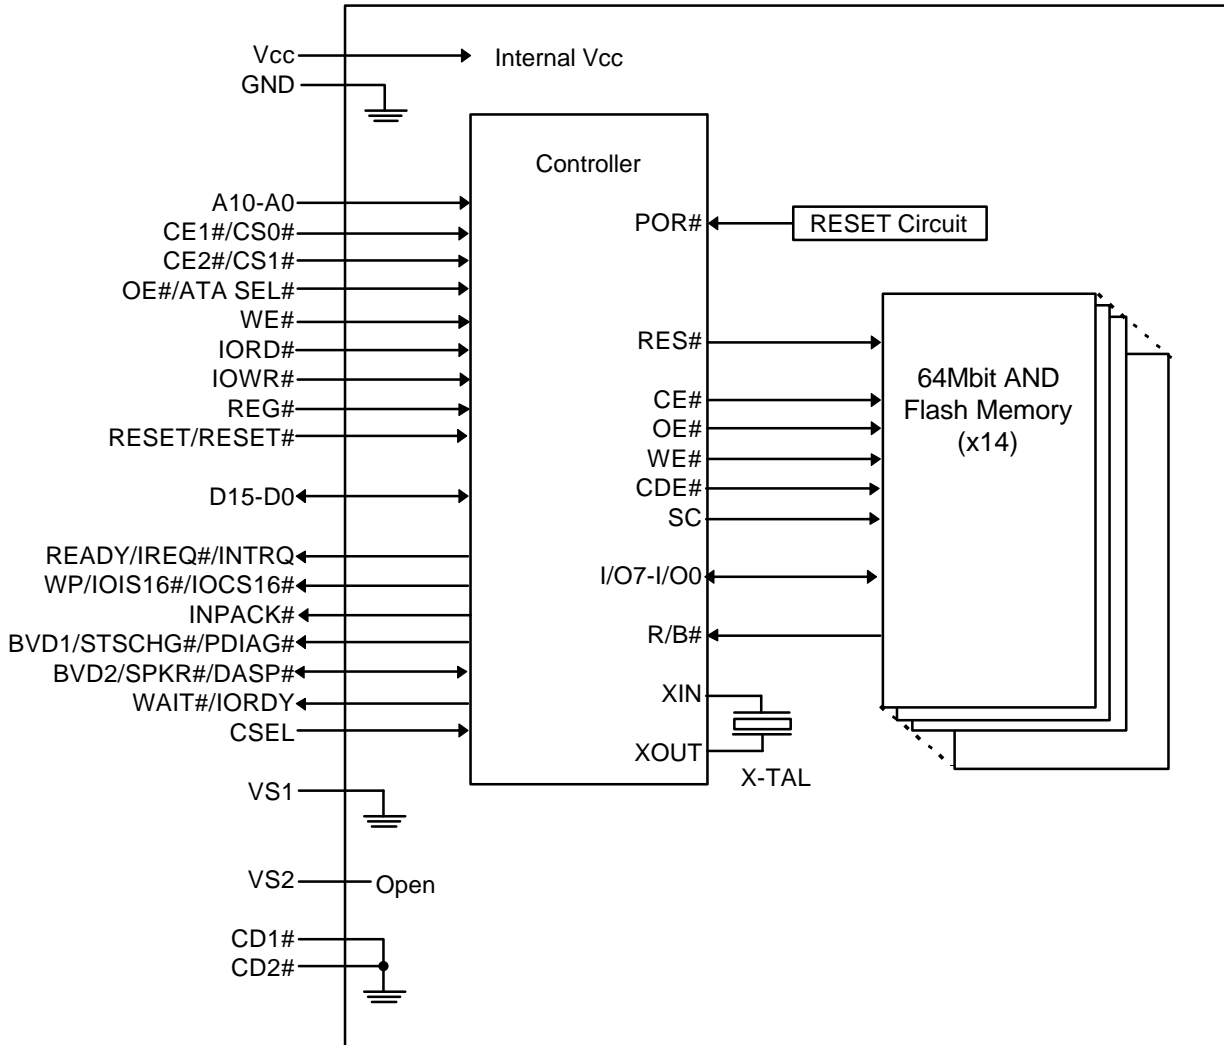 Vcc
Internal Vcc
GND
Controller
A10-A0
CE1#/CS0#
CE2#/CS1#
OE#/ATA SEL#
WE#
IORD#
IOWR#
REG#
RESET/RESET#
D15-D0
READY/IREQ#/INTRQ
WP/IOIS16#/IOCS16#
INPACK#
BVD1/STSCHG#/PDIAG#
BVD2/SPKR#/DASP#
WAIT#/IORDY
CSEL
VS1
VS2
Open
CD1#
CD2#
POR#
RESET Circuit
RES#
CE#
OE#
WE#
CDE#
SC
I/O7-I/O0
R/B#
XIN
XOUT
X-TAL
64Mbit AND
Flash Memory
(x14)